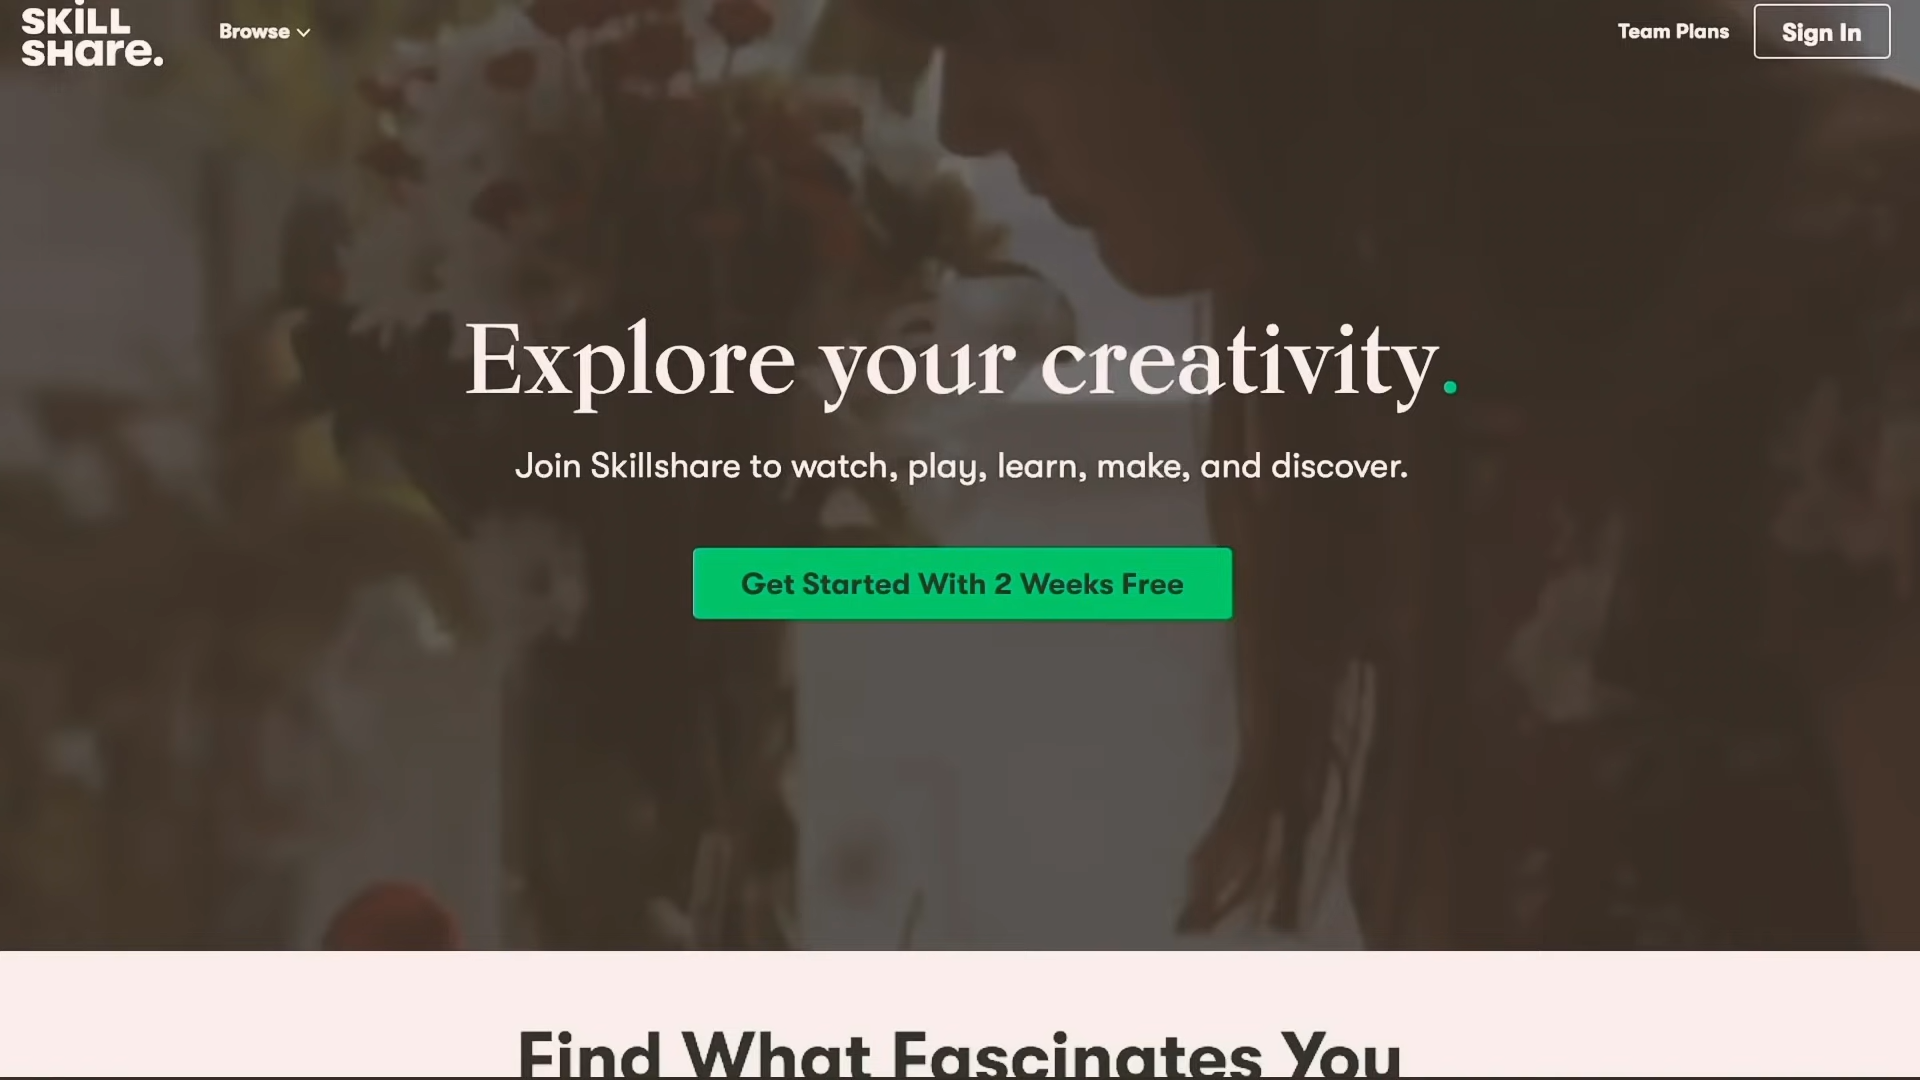 SKiLL
SHare.
Browse
Team Plans
Sign In
Explore your creativity.
Join Skillshare to watch, play, learn, make, and discover.
Get Started With 2 Weeks Free
Find What Fascinates You